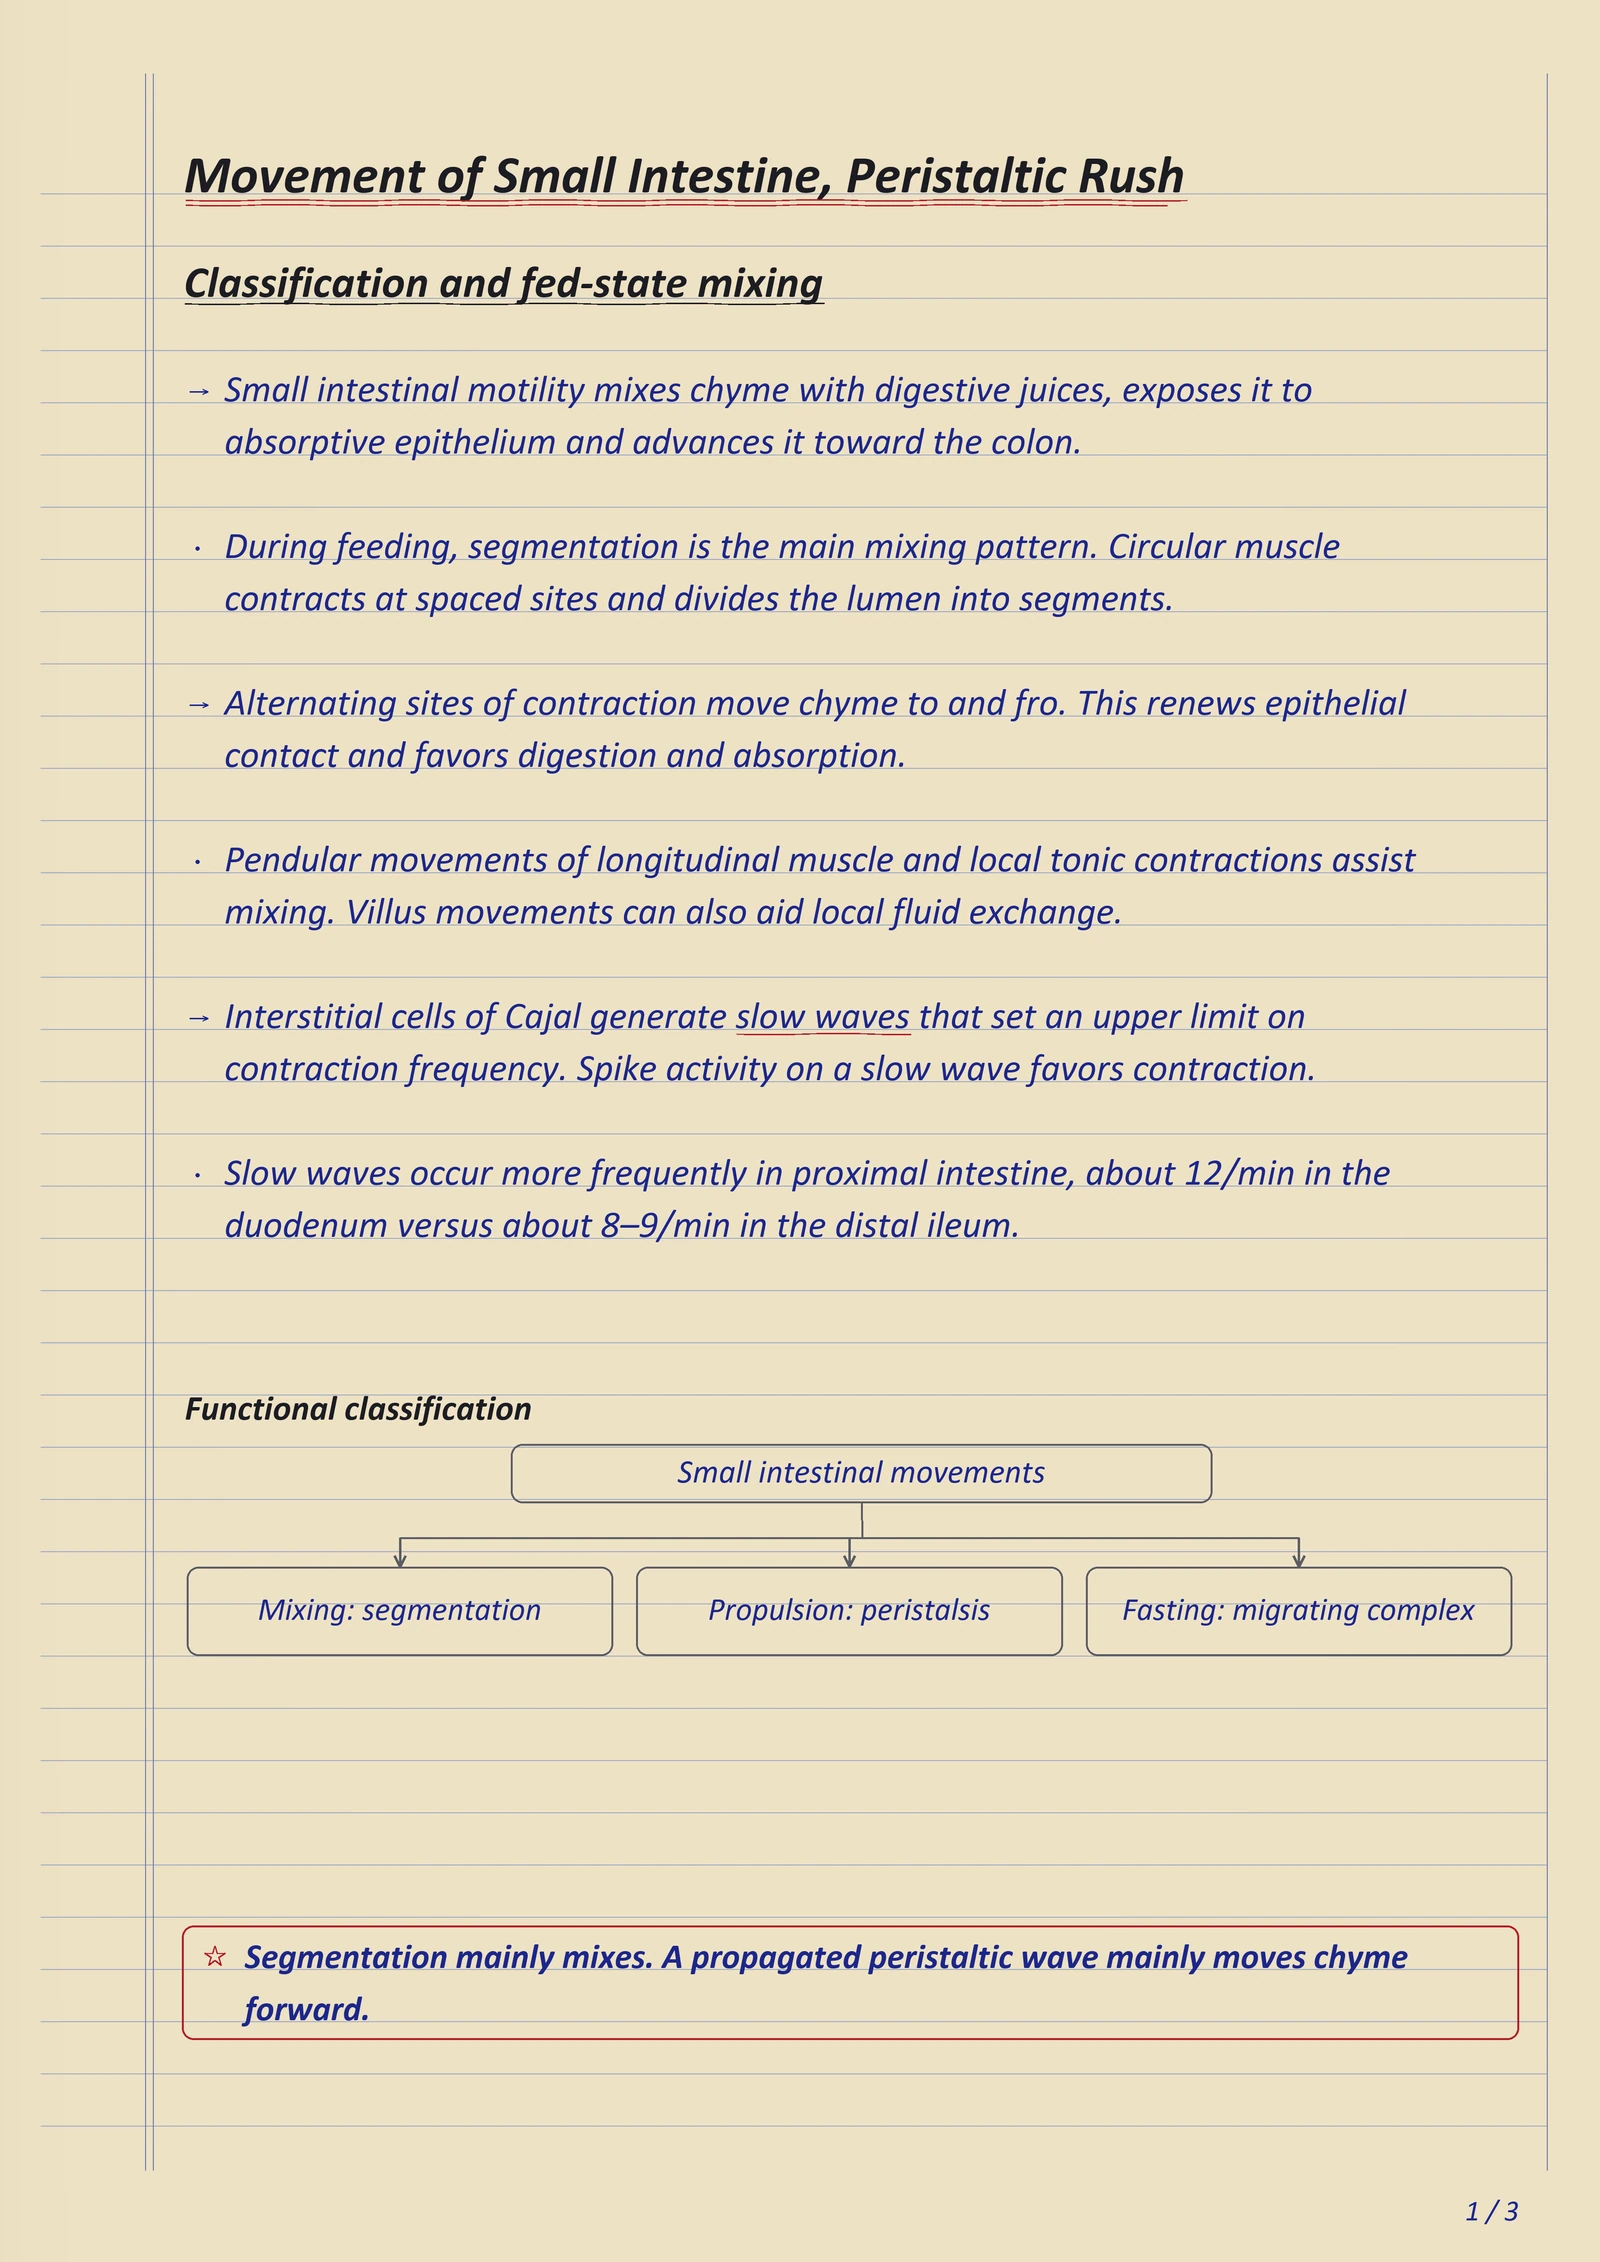 Movement of Small Intestine, Peristaltic Rush
Classification and fed-state mixing
→ Small intestinal motility mixes chyme with digestive juices, exposes it to
absorptive epithelium and advances it toward the colon.
· During feeding, segmentation is the main mixing pattern. Circular muscle
contracts at spaced sites and divides the lumen into segments.
→ Alternating sites of contraction move chyme to and fro. This renews epithelial
contact and favors digestion and absorption.
· Pendular movements of longitudinal muscle and local tonic contractions assist
mixing. Villus movements can also aid local fluid exchange.
→ Interstitial cells of Cajal generate slow waves that set an upper limit on
contraction frequency. Spike activity on a slow wave favors contraction.
· Slow waves occur more frequently in proximal intestine, about 12/min in the
duodenum versus about 8–9/min in the distal ileum.
Functional classification
Small intestinal movements
Mixing: segmentation
Propulsion: peristalsis
Fasting: migrating complex
☆ Segmentation mainly mixes. A propagated peristaltic wave mainly moves chyme
forward.
1 / 3